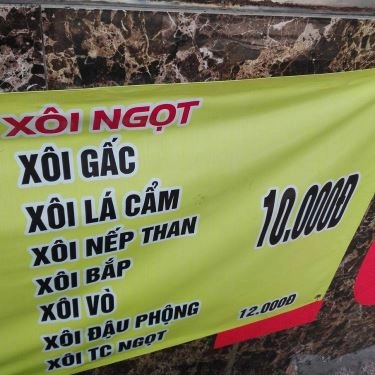 XÔI NGỌT
XÔI GẤC
XÔI LÁ CẨM
XÔI NẾP THAN
10.000Đ
XÔI BẮP
XÔI VÒ
XÔI ĐẬU PHỘNG
12.000Đ
XÔI TC NGỌT